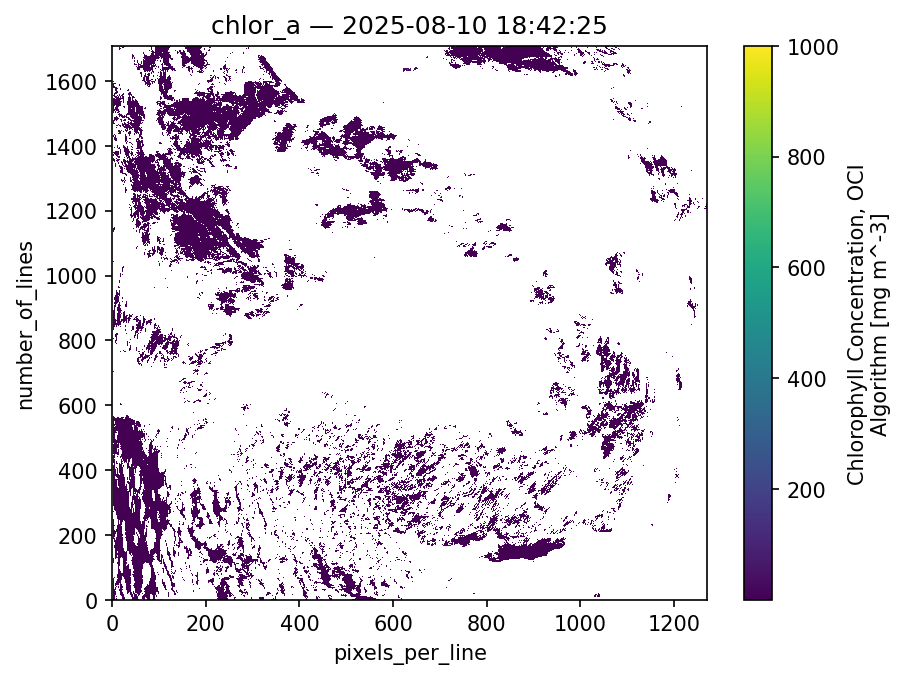 chlor_a — 2025-08-10 18:42:25
number_of_lines
1600
1400
1200
1000
800
600
400
200
0
0 200 400 600 800 1000 1200
pixels_per_line
1000
800
600
400
200
Chlorophyll Concentration, OCI
Algorithm [mg m^-3]